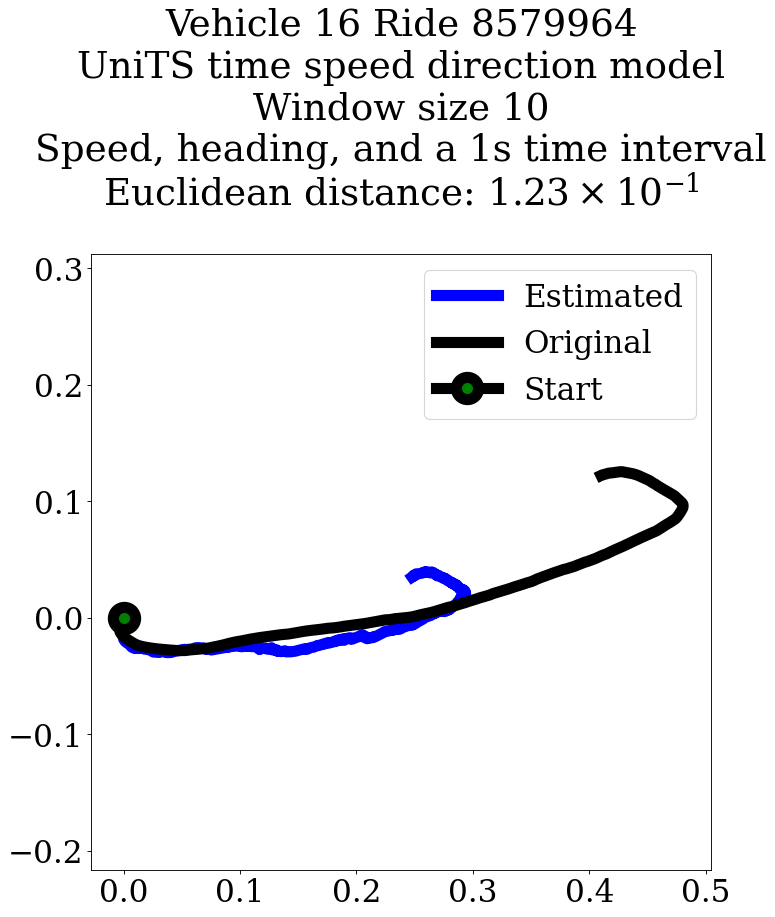 Vehicle 16 Ride 8579964
UniTS time speed direction model
Window size 10
Speed, heading, and a 1s time interval
Euclidean distance: 1.23 × 10⁻¹
Estimated
Original
Start
0.3
0.2
0.1
0.0
−0.1
−0.2
0.0 0.1 0.2 0.3 0.4 0.5